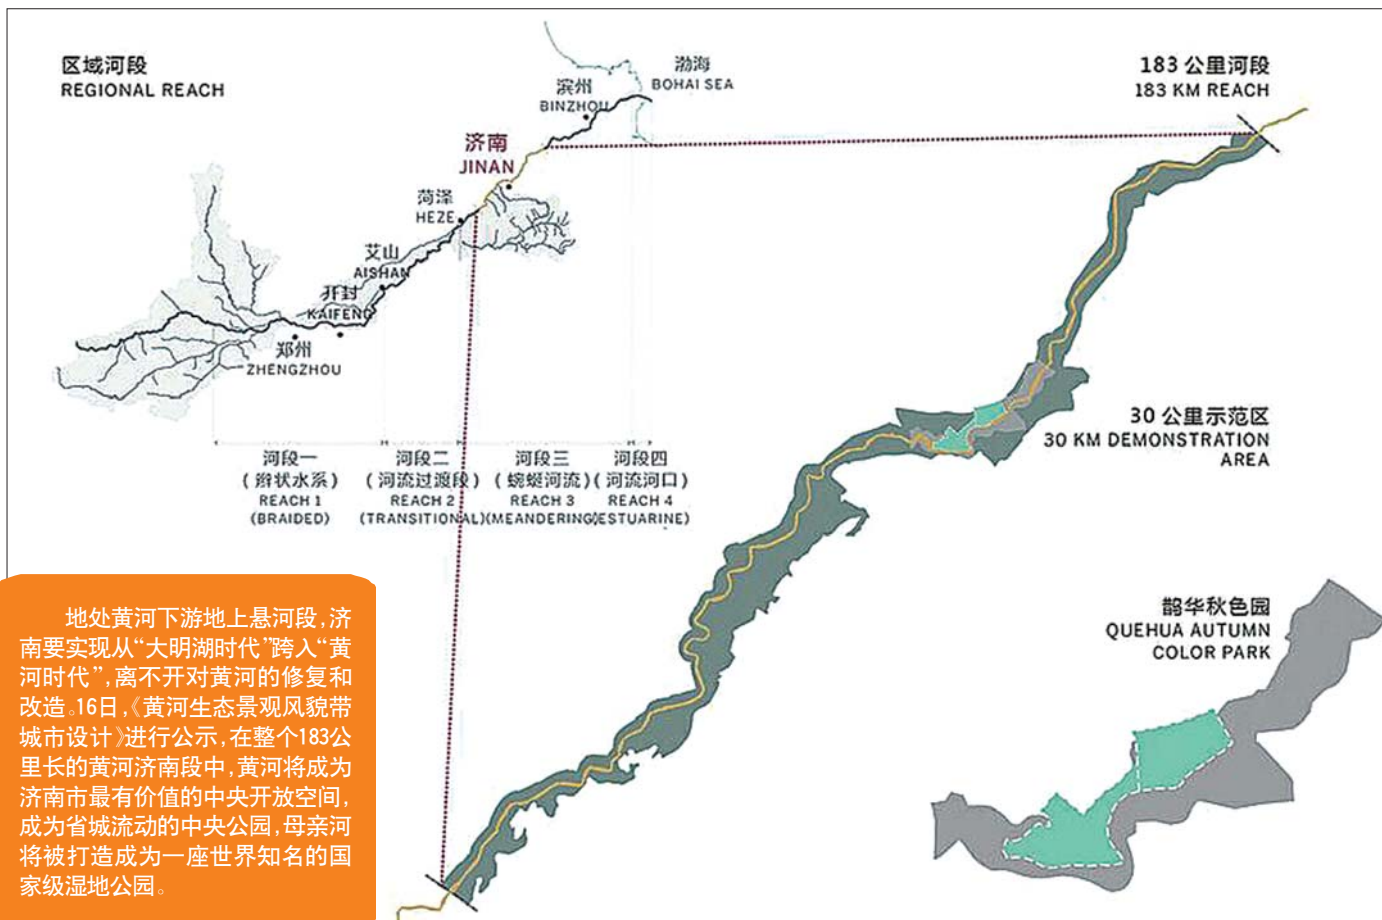 区域河段
REGIONAL REACH
渤海
BOHAI SEA
滨州
BINZHOU
济南
JINAN
菏泽
HEZE
艾山
AISHAN
开封
KAIFENG
郑州
ZHENGZHOU
河段一
(辫状水系)
REACH 1
(BRAIDED)
河段二
(河流过渡段)
REACH 2
(TRANSITIONAL)
河段三
(蜿蜒河流)
REACH 3
(MEANDERING)
河段四
(河流河口)
REACH 4
(ESTUARINE)
183 公里河段
183 KM REACH
30 公里示范区
30 KM DEMONSTRATION
AREA
鹊华秋色园
QUEHUA AUTUMN
COLOR PARK
地处黄河下游地上悬河段,济
南要实现从“大明湖时代”跨入“黄
河时代”,离不开对黄河的修复和
改造。16日,《黄河生态景观风貌带
城市设计》进行公示,在整个183公
里长的黄河济南段中,黄河将成为
济南市最有价值的中央开放空间,
成为省城流动的中央公园,母亲河
将被打造成为一座世界知名的国
家级湿地公园。